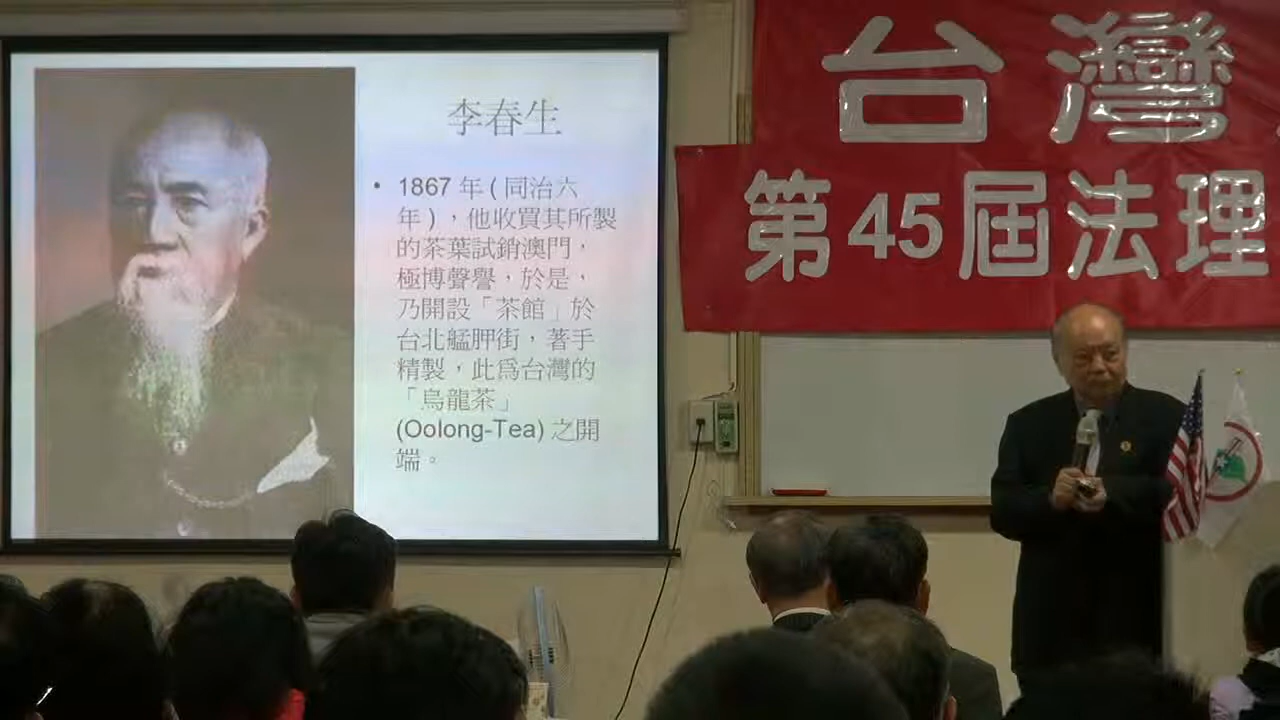 李春生
• 1867 年 ( 同治六
年 ) ，他收買其所製
的茶葉試銷澳門，
極博聲譽，於是，
乃開設「茶館」於
台北艋胛街，著手
精製，此為台灣的
「烏龍茶」
(Oolong-Tea) 之開
端。
台灣
第45屆法理